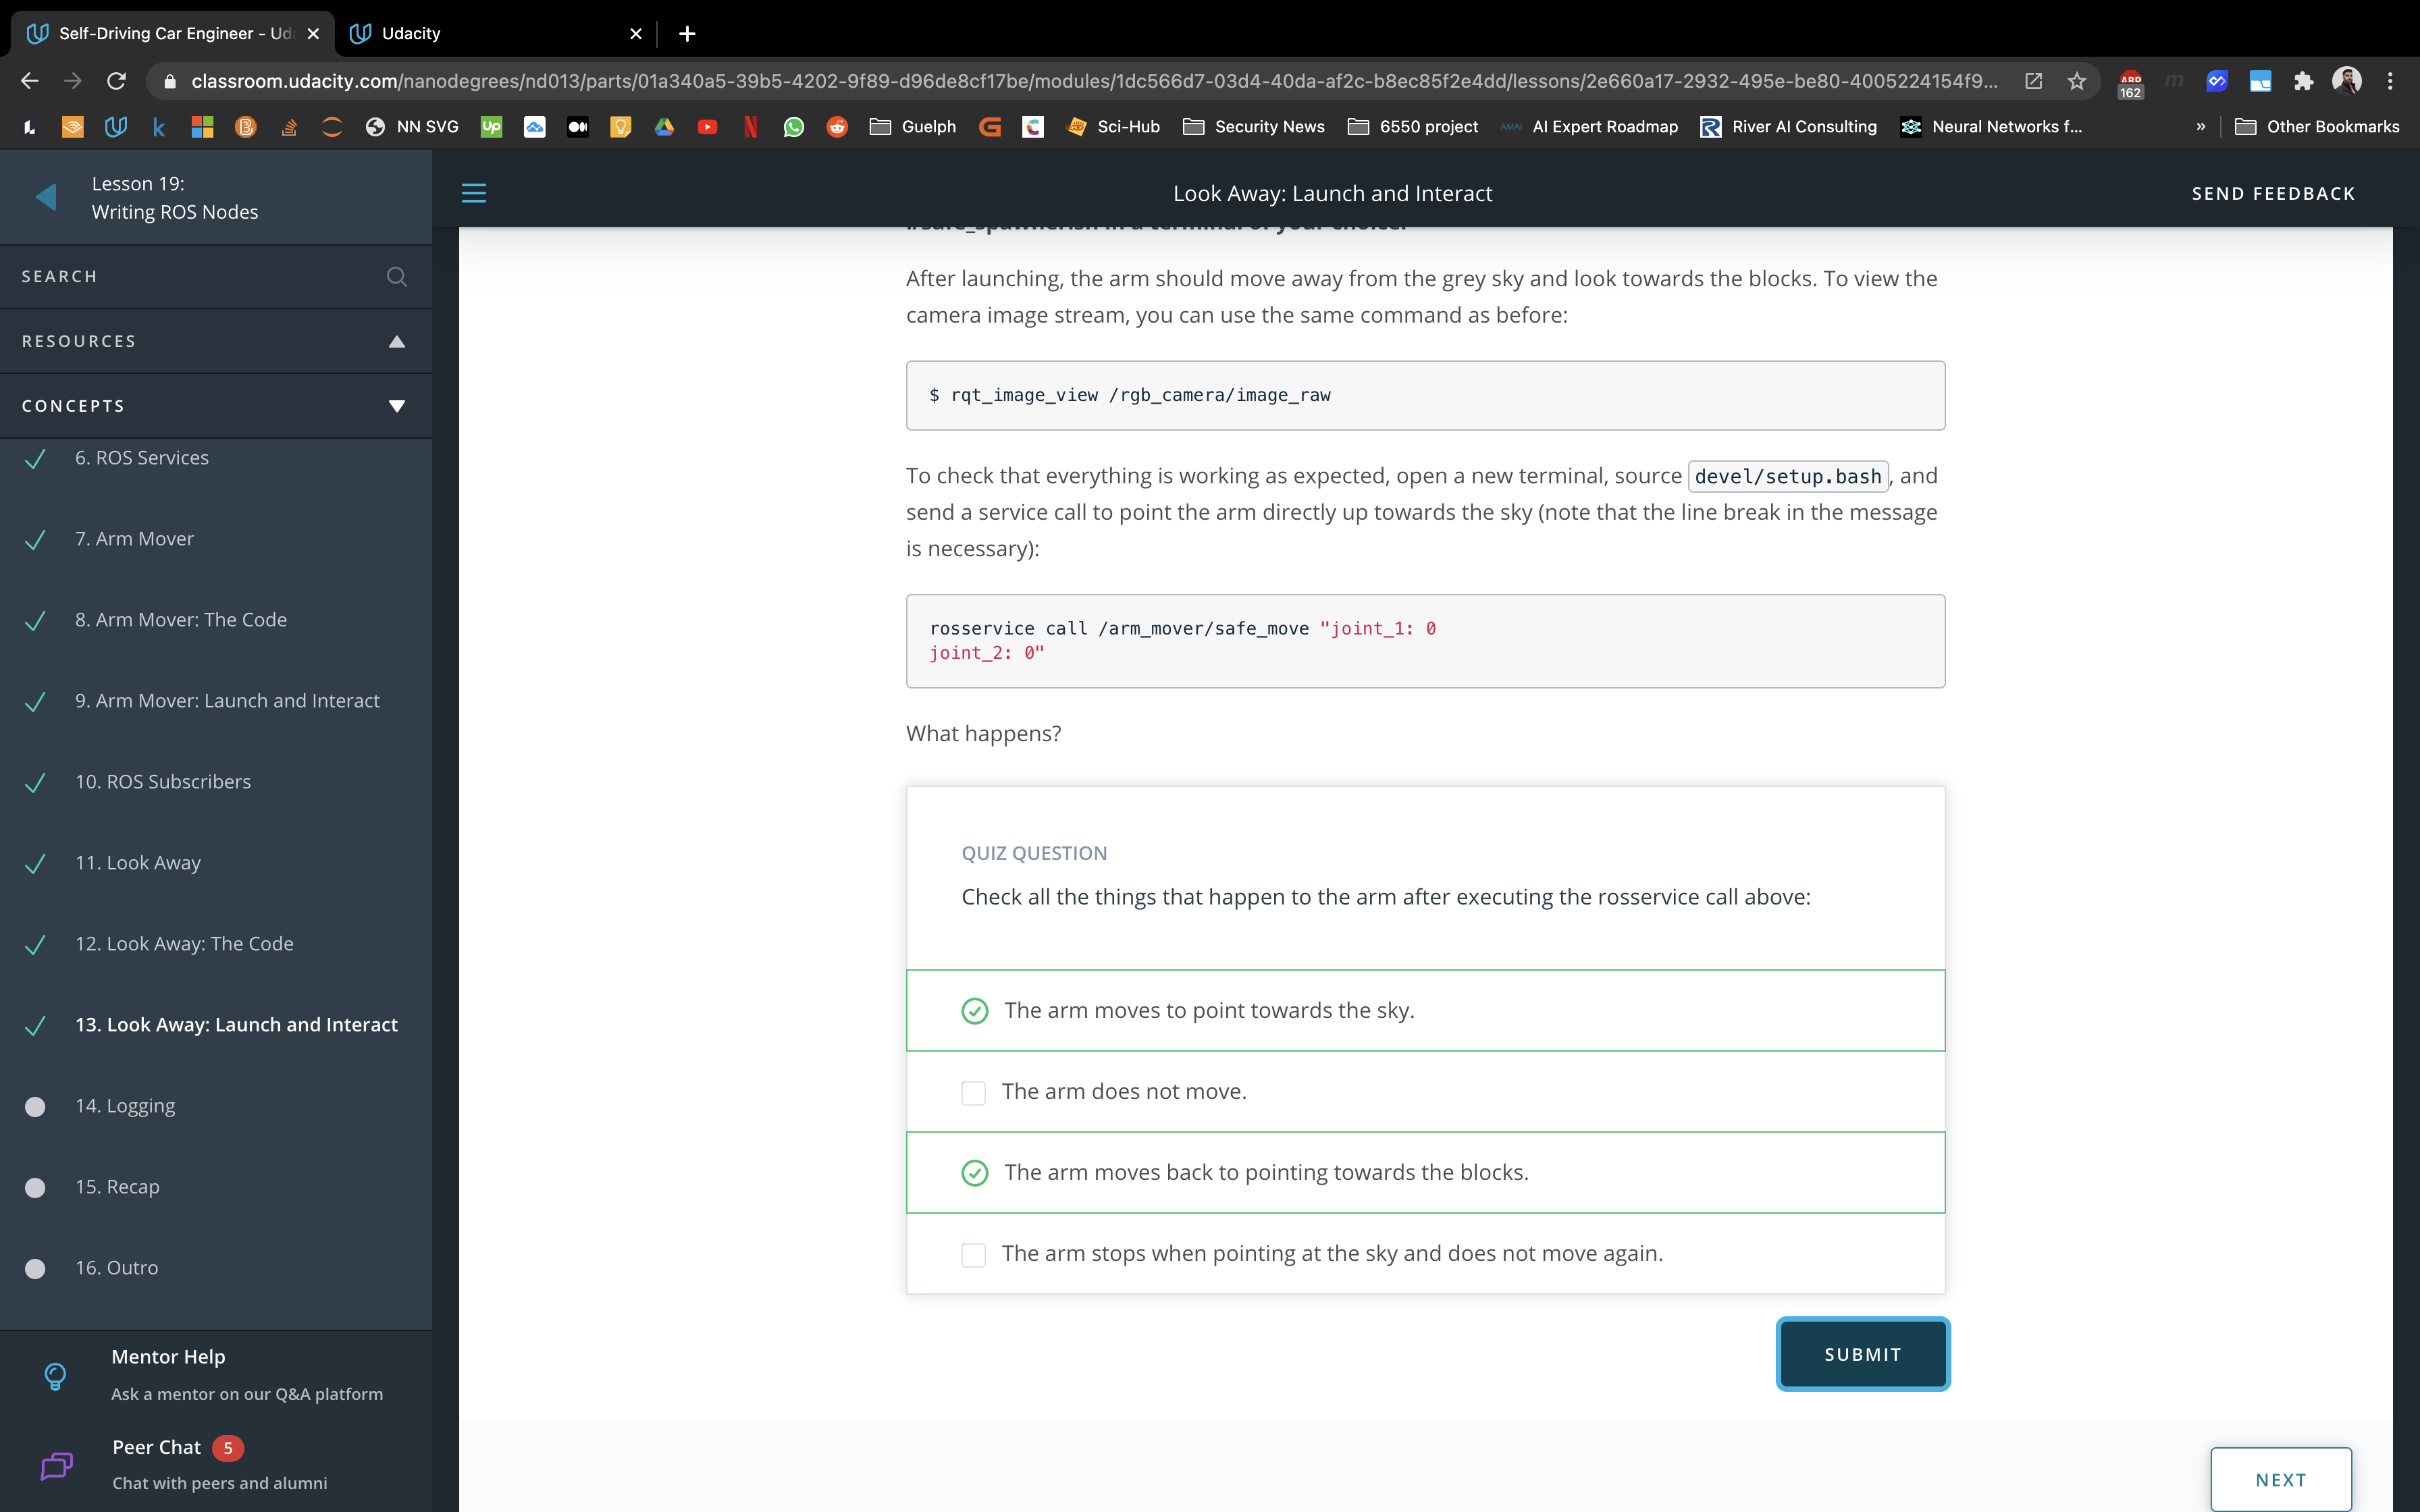 Self-Driving Car Engineer - Ud
Udacity
classroom.udacity.com/nanodegrees/nd013/parts/01a340a5-39b5-4202-9f89-d96de8cf17be/modules/1dc566d7-03d4-40da-af2c-b8ec85f2e4dd/lessons/2e660a17-2932-495e-be80-4005224154f9...
ABP
162
NN SVG
Up
Guelph
Sci-Hub
Security News
6550 project
AMAI
AI Expert Roadmap
River AI Consulting
Neural Networks f...
»
Other Bookmarks
Lesson 19:
Writing ROS Nodes
SEARCH
RESOURCES
CONCEPTS
6. ROS Services
7. Arm Mover
8. Arm Mover: The Code
9. Arm Mover: Launch and Interact
10. ROS Subscribers
11. Look Away
12. Look Away: The Code
13. Look Away: Launch and Interact
14. Logging
15. Recap
16. Outro
Mentor Help
Ask a mentor on our Q&A platform
Peer Chat 5
Chat with peers and alumni
Look Away: Launch and Interact
SEND FEEDBACK
./safe_spawner.sh in a terminal of your choice.
After launching, the arm should move away from the grey sky and look towards the blocks. To view the
camera image stream, you can use the same command as before:
$ rqt_image_view /rgb_camera/image_raw
To check that everything is working as expected, open a new terminal, source devel/setup.bash, and
send a service call to point the arm directly up towards the sky (note that the line break in the message
is necessary):
rosservice call /arm_mover/safe_move "joint_1: 0
joint_2: 0"
What happens?
QUIZ QUESTION
Check all the things that happen to the arm after executing the rosservice call above:
The arm moves to point towards the sky.
The arm does not move.
The arm moves back to pointing towards the blocks.
The arm stops when pointing at the sky and does not move again.
SUBMIT
NEXT